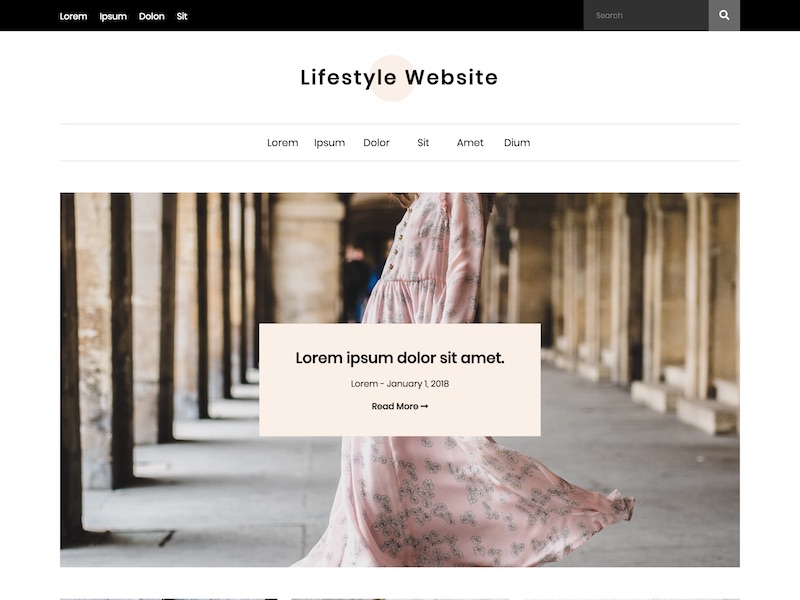 Lorem Ipsum Dolon Sit
Search
Lifestyle Website
Lorem Ipsum Dolor Sit Amet Dium
Lorem ipsum dolor sit amet.
Lorem - January 1, 2018
Read More